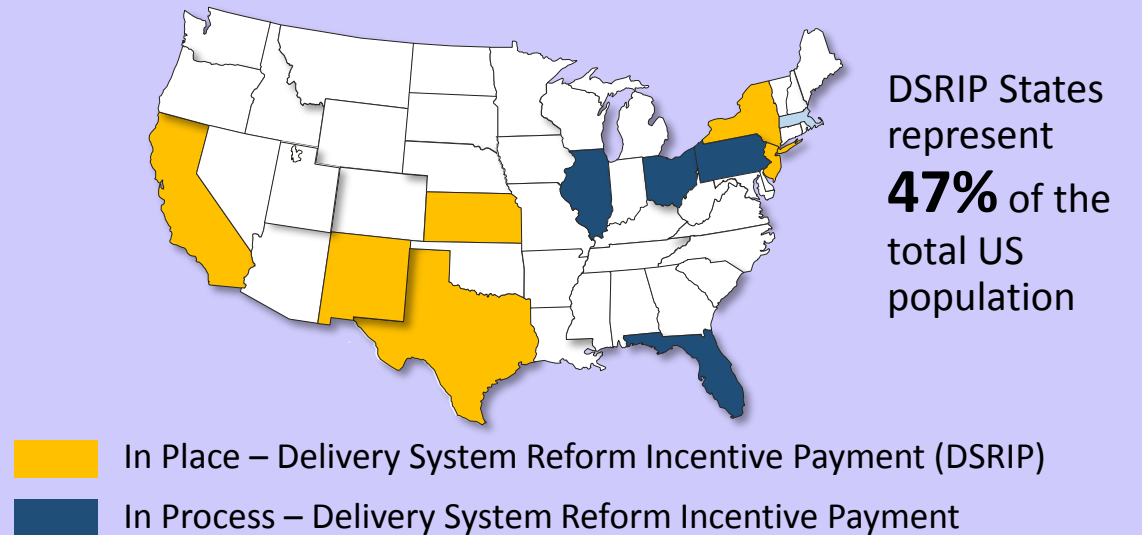 DSRIP States
represent
47% of the
total US
population
In Place – Delivery System Reform Incentive Payment (DSRIP)
In Process – Delivery System Reform Incentive Payment